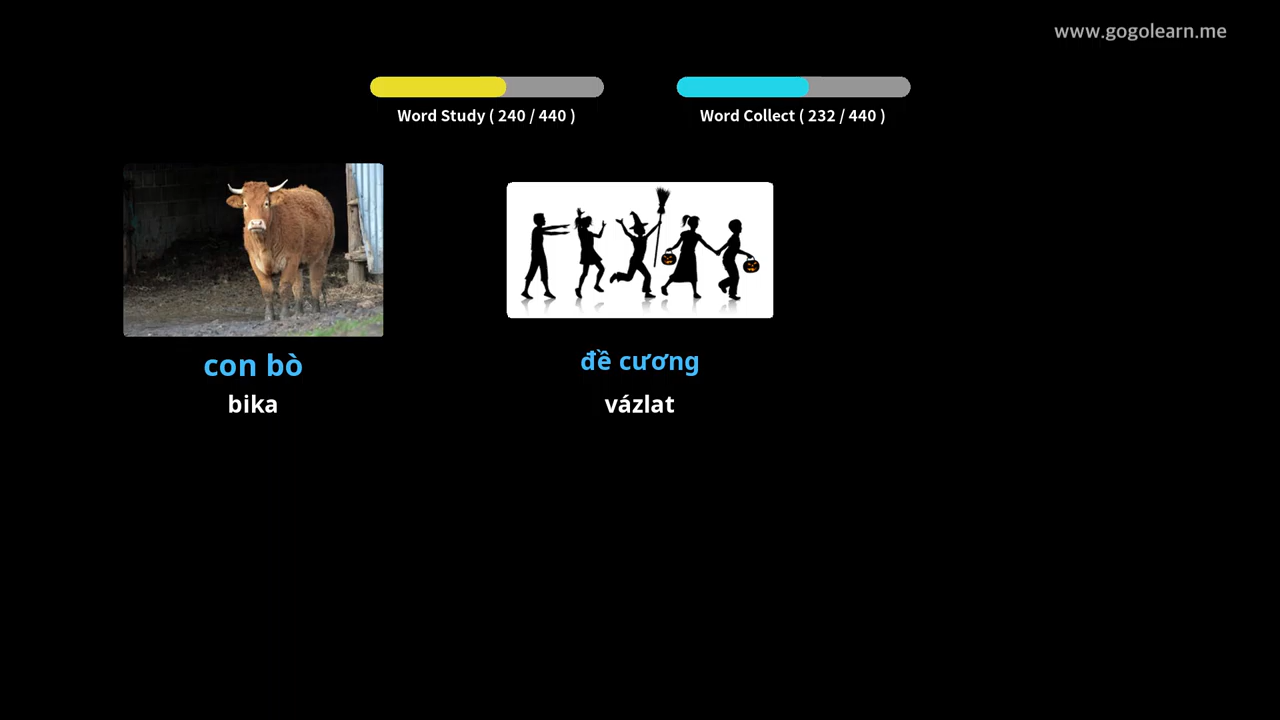 www.gogolearn.me
Word Study ( 240 / 440 )
Word Collect ( 232 / 440 )
con bò
bika
đề cương
vázlat